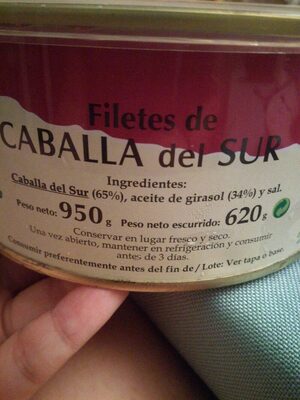 Filetes de
CABALLA del SUR
Ingredientes:
Caballa del Sur (65%), aceite de girasol (34%) y sal.
Peso neto: 950 g Peso neto escurrido: 620 g
Conservar en lugar fresco y seco.
Una vez abierto, mantener en refrigeración y consumir
antes de 3 días.
Consumir preferentemente antes del fin de/Lote: Ver tapa o base.